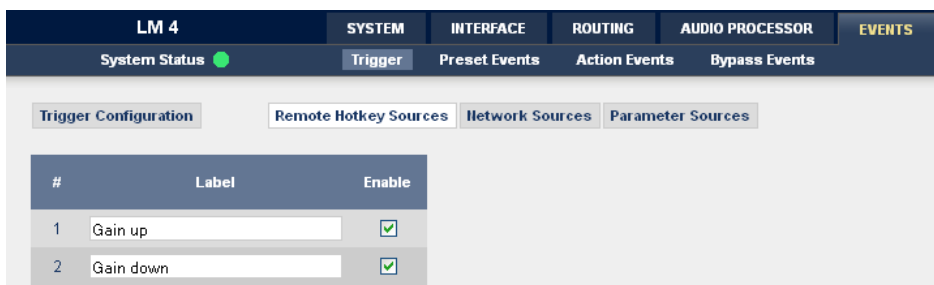 LM 4 SYSTEM INTERFACE ROUTING AUDIO PROCESSOR EVENTS
System Status Trigger Preset Events Action Events Bypass Events
Trigger Configuration Remote Hotkey Sources Network Sources Parameter Sources
# Label Enable
1 Gain up
2 Gain down